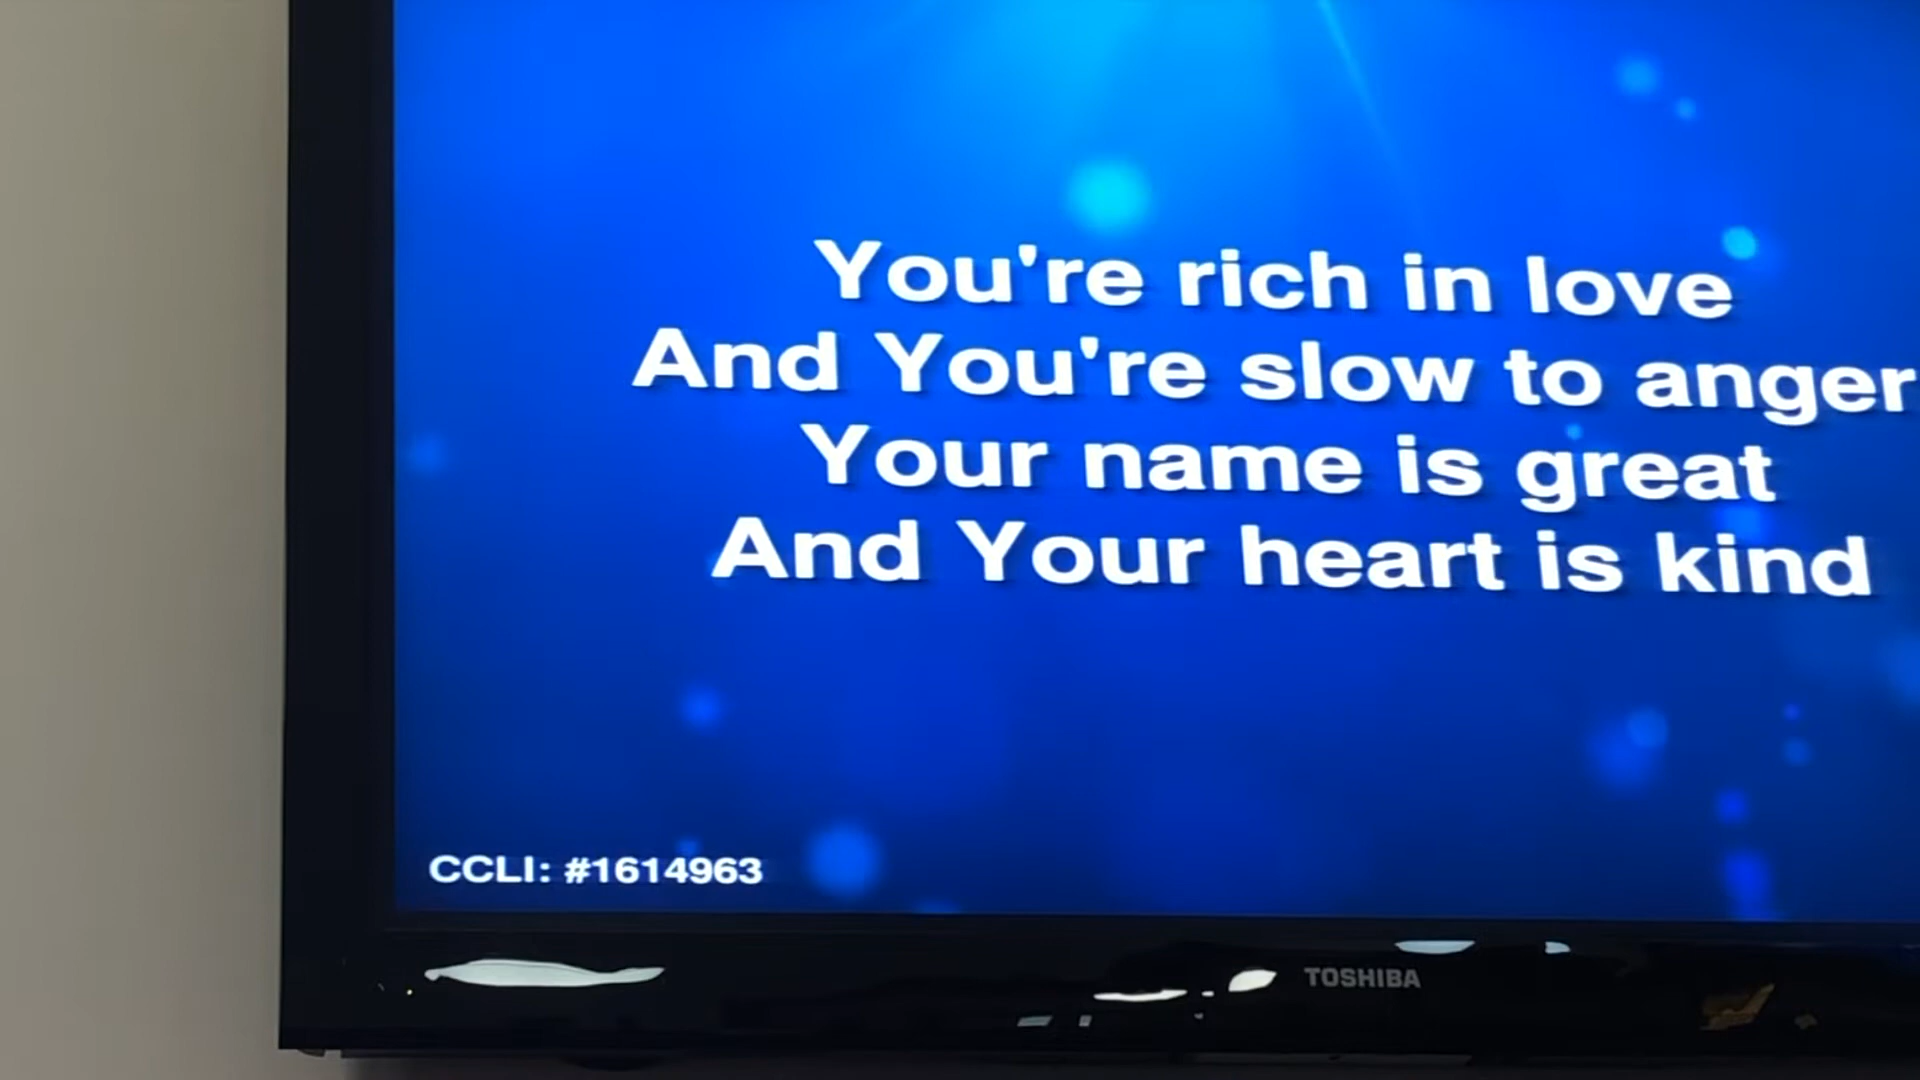 You're rich in love
And You're slow to anger
Your name is great
And Your heart is kind
CCLI: #1614963
TOSHIBA